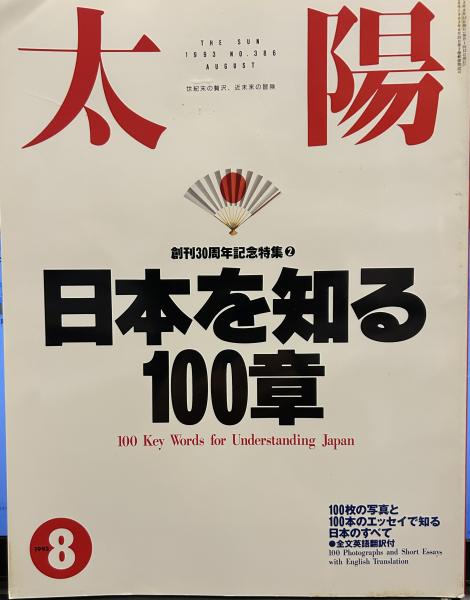 太陽
THE SUN
1993 NO.386
AUGUST
世紀末の贅沢、近未来の冒険
創刊30周年記念特集❷
日本を知る
100章
100 Key Words for Understanding Japan
100枚の写真と
100本のエッセイで知る
日本のすべて
●全文英語翻訳付
100 Photographs and Short Essays
with English Translation
1993
8